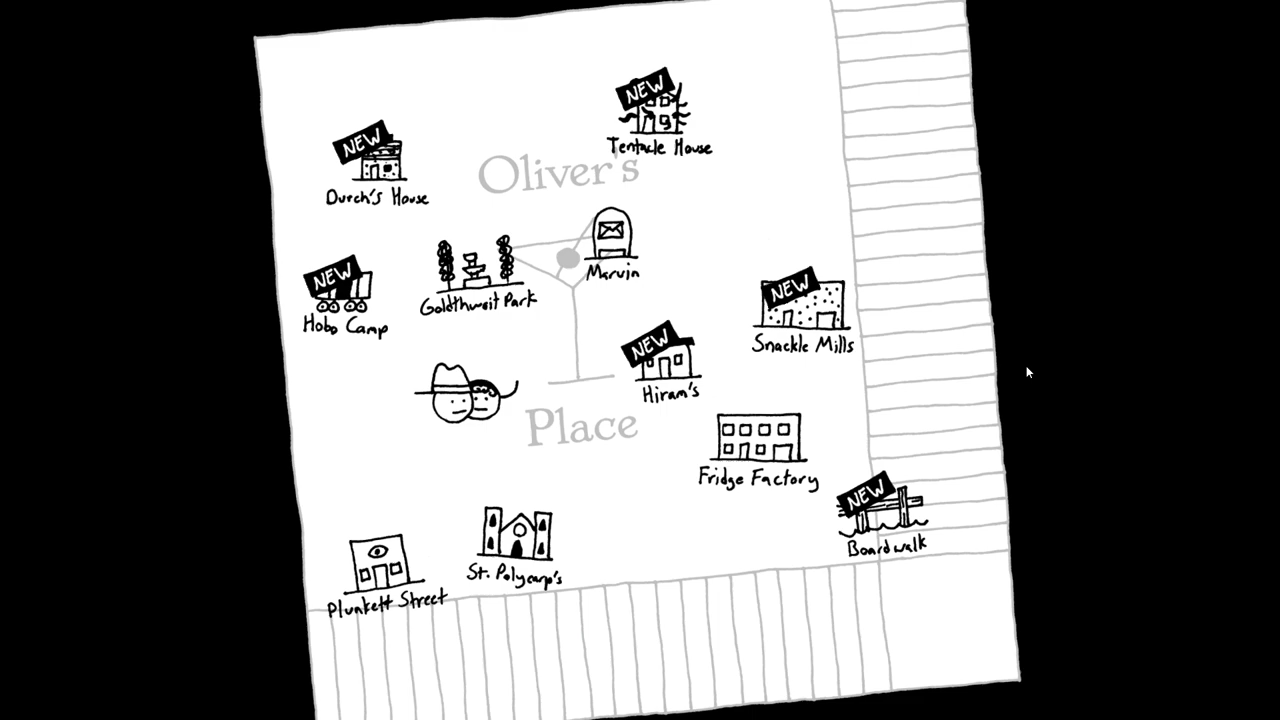 NEW
Tentacle House
NEW
Durch's House
Oliver's
NEW
Hobo Camp
Goldthwait Park
Marvin
NEW
Snackle Mills
NEW
Hiram's
Place
Fridge Factory
NEW
Boardwalk
St. Polycarp's
Plunkett Street